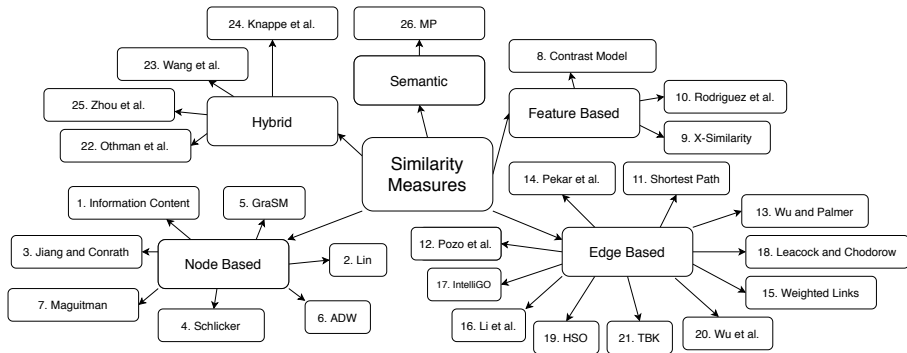 24. Knappe et al.
26. MP
8. Contrast Model
23. Wang et al.
Semantic
10. Rodriguez et al.
25. Zhou et al.
Hybrid
Feature Based
9. X-Similarity
22. Othman et al.
Similarity
Measures
14. Pekar et al.
11. Shortest Path
1. Information Content
5. GraSM
13. Wu and Palmer
3. Jiang and Conrath
Node Based
2. Lin
12. Pozo et al.
Edge Based
18. Leacock and Chodorow
17. IntelliGO
15. Weighted Links
7. Maguitman
4. Schlicker
6. ADW
16. Li et al.
19. HSO
21. TBK
20. Wu et al.